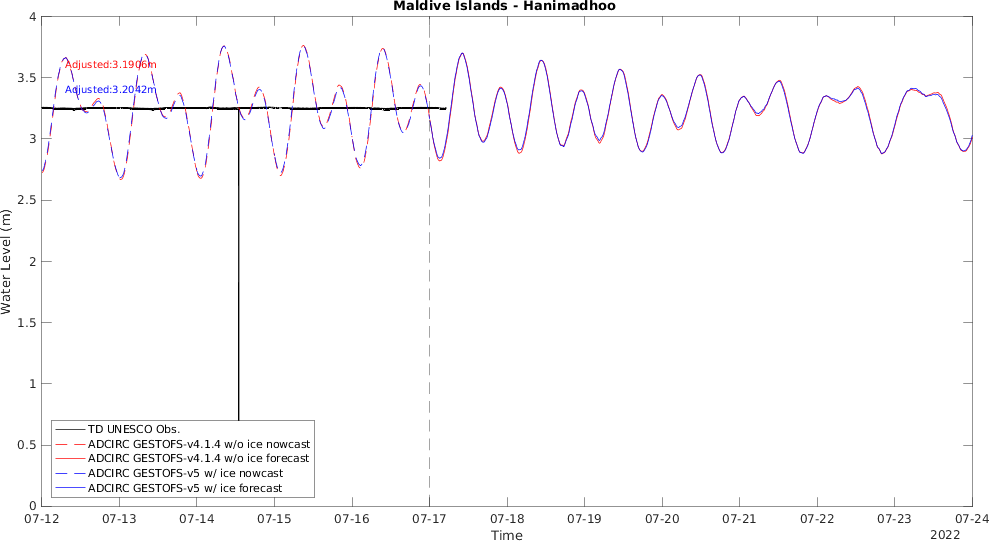 Maldive Islands - Hanimadhoo
4
3.5
3
2.5
2
1.5
1
0.5
0
Water Level (m)
Adjusted:3.1906m
Adjusted:3.2042m
TD UNESCO Obs.
ADCIRC GESTOFS-v4.1.4 w/o ice nowcast
ADCIRC GESTOFS-v4.1.4 w/o ice forecast
ADCIRC GESTOFS-v5 w/ ice nowcast
ADCIRC GESTOFS-v5 w/ ice forecast
07-12 07-13 07-14 07-15 07-16 07-17 07-18 07-19 07-20 07-21 07-22 07-23 07-24
Time
2022